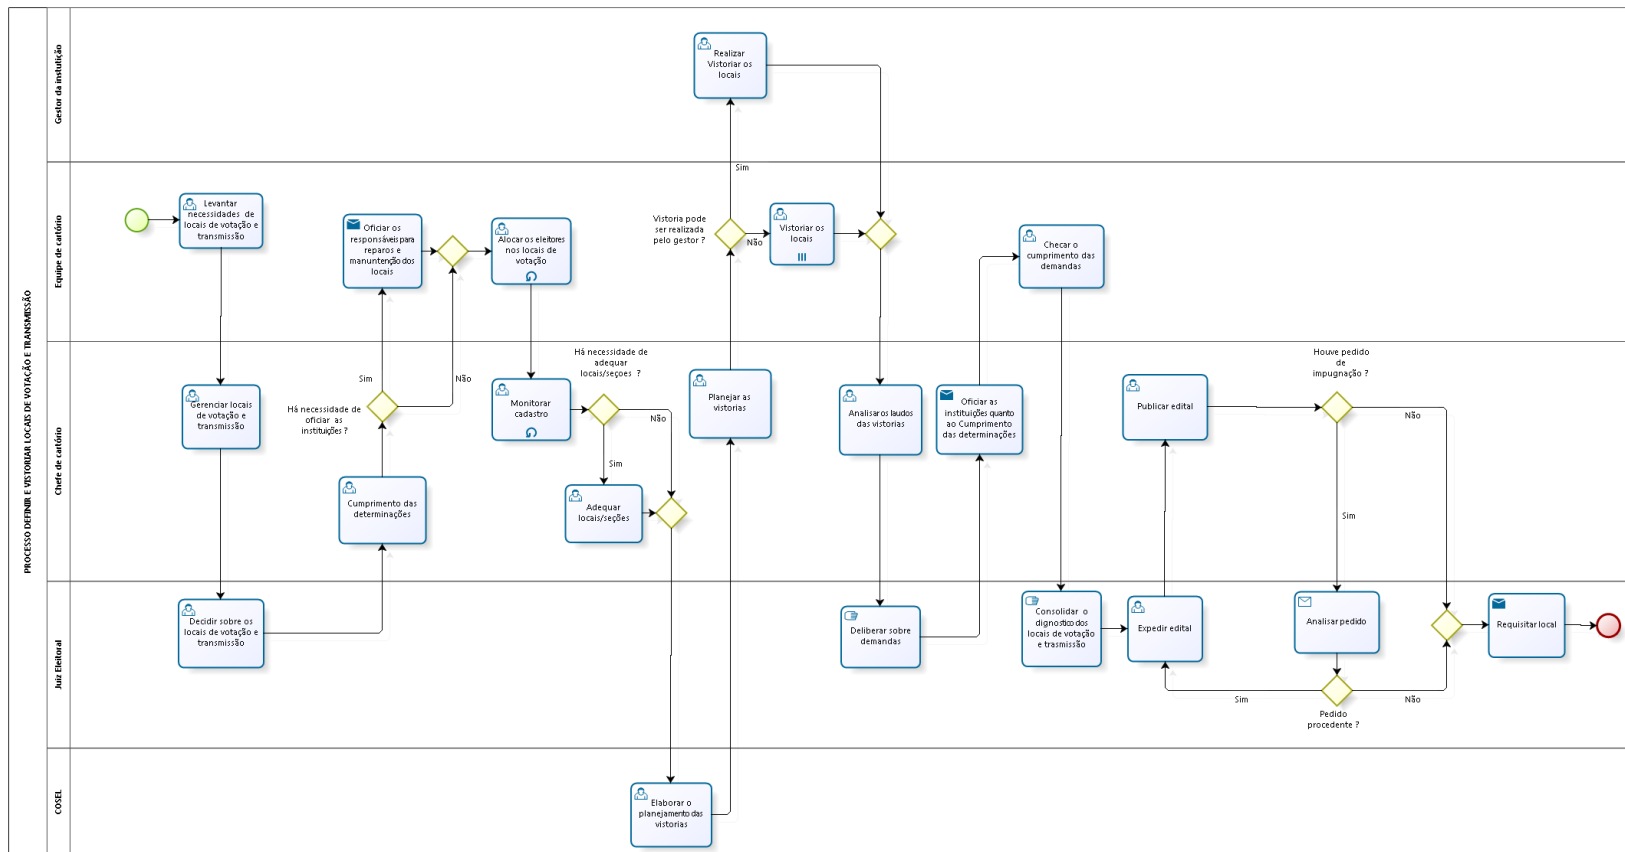 PROCESSO DEFINIR E VISTORIAR LOCAIS DE VOTAÇÃO E TRANSMISSÃO
Gestor da instuIição
Realizar
Vistoriar os
locais
Sim
Equipe de cartório
Levantar
necessidades de
locais de votação e
transmissão
Oficiar os
responsáveis para
reparos e
manuntenção dos
locais
Alocar os eleitores
nos locais de
votação
Vistoria pode
ser realizada
pelo gestor ?
Não
Vistoriar os
locais
Checar o
cumprimento das
demandas
Chefe de cartório
Gerenciar locais
de votação e
transmissão
Há necessidade de
oficiar as
instituições ?
Sim
Não
Cumprimento das
determinações
Monitorar
cadastro
Há necessidade de
adequar
locais/seçoes ?
Não
Sim
Adequar
locais/seções
Planejar as
vistorias
Analisar os laudos
das vistorias
Oficiar as
instituições quanto
ao Cumprimento
das determinações
Publicar edital
Houve pedido
de
impugnação ?
Não
Sim
Juiz Eleitoral
Decidir sobre os
locais de votação e
transmissão
Deliberar sobre
demandas
Consolidar o
dignostico dos
locais de votação
e trasmissão
Expedir edital
Analisar pedido
Sim
Pedido
procedente ?
Não
Requisitar local
COSEL
Elaborar o
planejamento das
vistorias